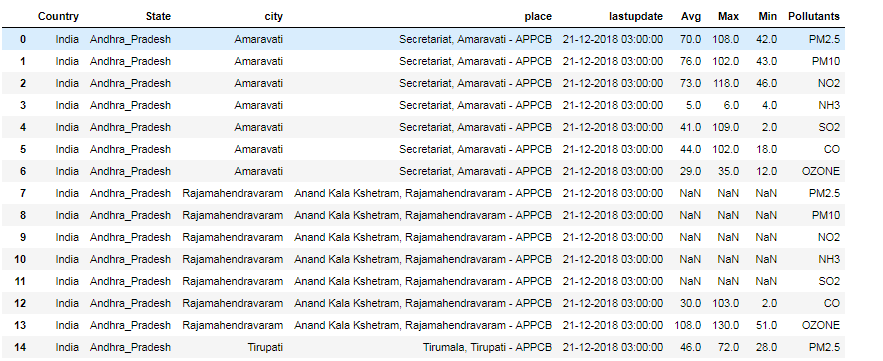 Country State city place lastupdate Avg Max Min Pollutants
0 India Andhra_Pradesh Amaravati Secretariat, Amaravati - APPCB 21-12-2018 03:00:00 70.0 108.0 42.0 PM2.5
1 India Andhra_Pradesh Amaravati Secretariat, Amaravati - APPCB 21-12-2018 03:00:00 76.0 102.0 43.0 PM10
2 India Andhra_Pradesh Amaravati Secretariat, Amaravati - APPCB 21-12-2018 03:00:00 73.0 118.0 46.0 NO2
3 India Andhra_Pradesh Amaravati Secretariat, Amaravati - APPCB 21-12-2018 03:00:00 5.0 6.0 4.0 NH3
4 India Andhra_Pradesh Amaravati Secretariat, Amaravati - APPCB 21-12-2018 03:00:00 41.0 109.0 2.0 SO2
5 India Andhra_Pradesh Amaravati Secretariat, Amaravati - APPCB 21-12-2018 03:00:00 44.0 102.0 18.0 CO
6 India Andhra_Pradesh Amaravati Secretariat, Amaravati - APPCB 21-12-2018 03:00:00 29.0 35.0 12.0 OZONE
7 India Andhra_Pradesh Rajamahendravaram Anand Kala Kshetram, Rajamahendravaram - APPCB 21-12-2018 03:00:00 NaN NaN NaN PM2.5
8 India Andhra_Pradesh Rajamahendravaram Anand Kala Kshetram, Rajamahendravaram - APPCB 21-12-2018 03:00:00 NaN NaN NaN PM10
9 India Andhra_Pradesh Rajamahendravaram Anand Kala Kshetram, Rajamahendravaram - APPCB 21-12-2018 03:00:00 NaN NaN NaN NO2
10 India Andhra_Pradesh Rajamahendravaram Anand Kala Kshetram, Rajamahendravaram - APPCB 21-12-2018 03:00:00 NaN NaN NaN NH3
11 India Andhra_Pradesh Rajamahendravaram Anand Kala Kshetram, Rajamahendravaram - APPCB 21-12-2018 03:00:00 NaN NaN NaN SO2
12 India Andhra_Pradesh Rajamahendravaram Anand Kala Kshetram, Rajamahendravaram - APPCB 21-12-2018 03:00:00 30.0 103.0 2.0 CO
13 India Andhra_Pradesh Rajamahendravaram Anand Kala Kshetram, Rajamahendravaram - APPCB 21-12-2018 03:00:00 108.0 130.0 51.0 OZONE
14 India Andhra_Pradesh Tirupati Tirumala, Tirupati - APPCB 21-12-2018 03:00:00 46.0 72.0 28.0 PM2.5